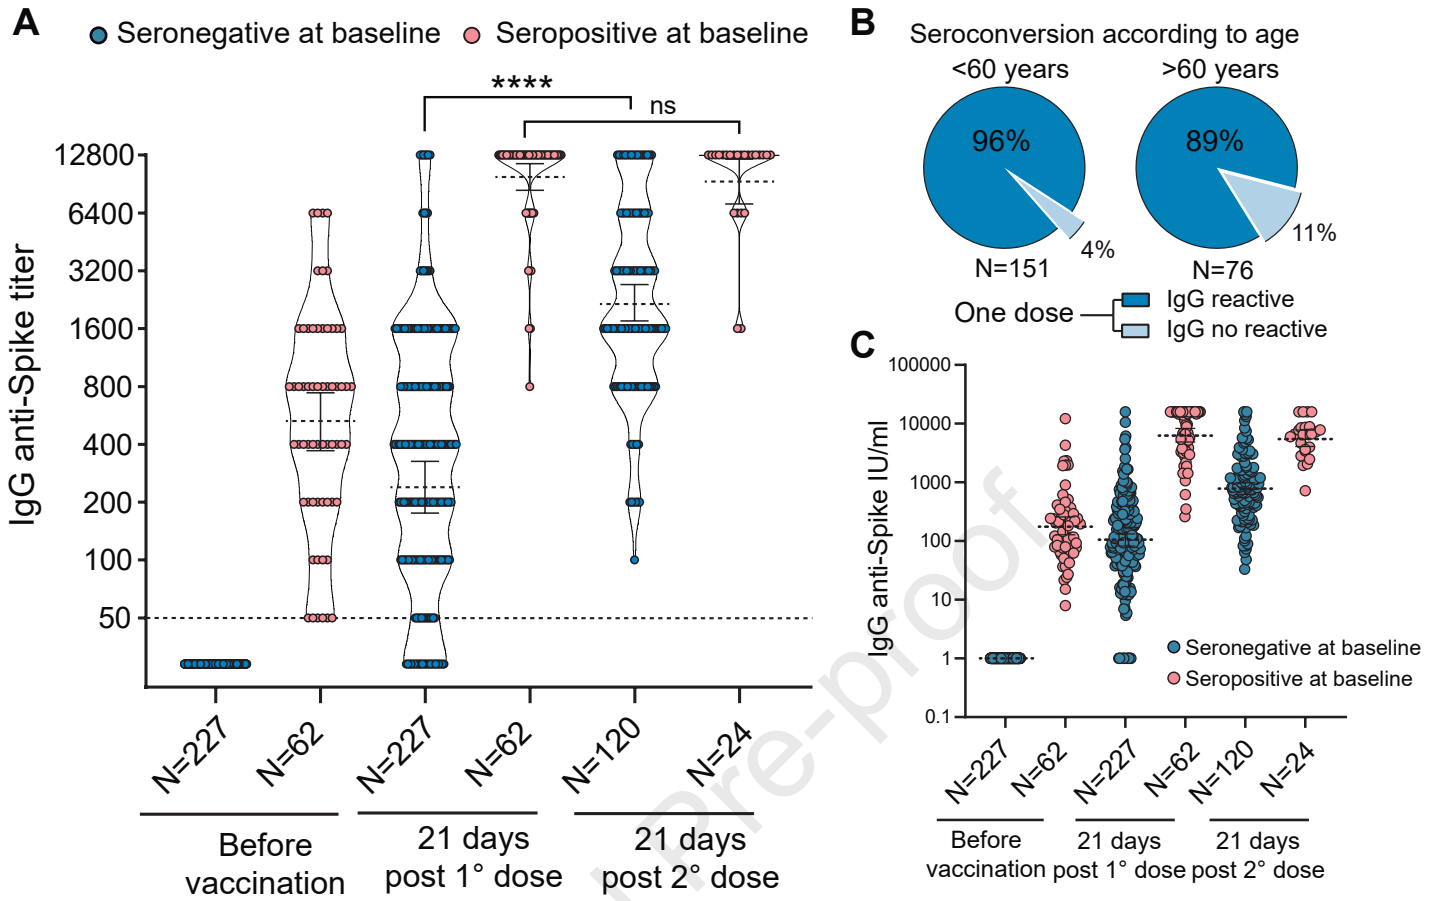 A
Seronegative at baseline
Seropositive at baseline
****
ns
IgG anti-Spike titer
12800
6400
3200
1600
800
400
200
100
50
N=227
N=62
N=227
N=62
N=120
N=24
Before
vaccination
21 days
post 1° dose
21 days
post 2° dose
B
Seroconversion according to age
<60 years
>60 years
96%
4%
89%
11%
N=151
N=76
One dose
IgG reactive
IgG no reactive
C
IgG anti-Spike IU/ml
100000
10000
1000
100
10
1
0.1
Seronegative at baseline
Seropositive at baseline
N=227
N=62
N=227
N=62
N=120
N=24
Before
vaccination
21 days
post 1° dose
21 days
post 2° dose
Pre-proof